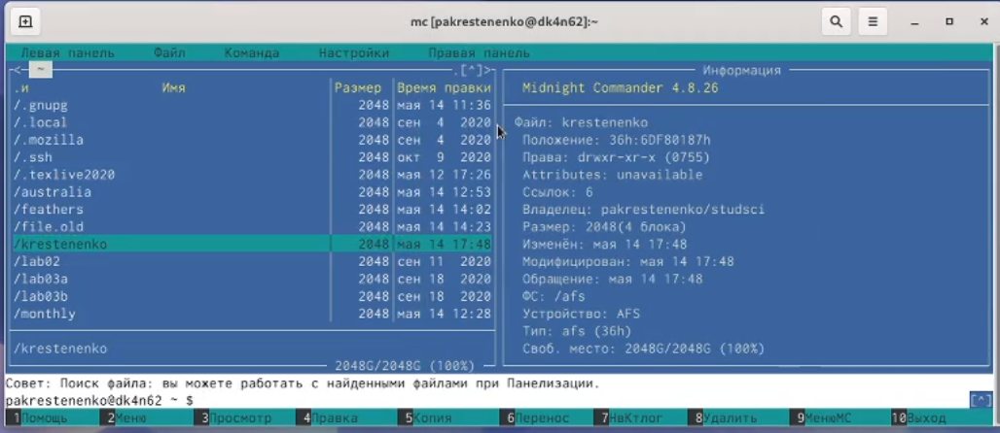 mc [pakrestenenko@dk4n62]:~
Левая панель Файл Команда Настройки Правая панель
<— ~ .[^]>
.и Имя Размер Время правки
/.gnupg 2048 мая 14 11:36
/.local 2048 сен 4 2020
/.mozilla 2048 сен 4 2020
/.ssh 2048 окт 9 2020
/.texlive2020 2048 мая 12 17:26
/australia 2048 мая 14 12:53
/feathers 2048 мая 14 14:02
/file.old 2048 мая 14 14:23
/krestenenko 2048 мая 14 17:48
/lab02 2048 сен 11 2020
/lab03a 2048 сен 18 2020
/lab03b 2048 сен 18 2020
/monthly 2048 мая 14 12:28
/krestenenko
2048G/2048G (100%)
Информация
Midnight Commander 4.8.26
Файл: krestenenko
Положение: 36h:6DF80187h
Права: drwxr-xr-x (0755)
Attributes: unavailable
Ссылок: 6
Владелец: pakrestenenko/studsci
Размер: 2048(4 блока)
Изменён: мая 14 17:48
Модифицирован: мая 14 17:48
Обращение: мая 14 17:48
ФС: /afs
Устройство: AFS
Тип: afs (36h)
Своб. место: 2048G/2048G (100%)
Совет: Поиск файла: вы можете работать с найденными файлами при Панелизации.
pakrestenenko@dk4n62 ~ $ [^]
1Помощь 2Меню 3Просмотр 4Правка 5Копия 6Перенос 7НвКтлог 8Удалить 9МенюМС 10Выход